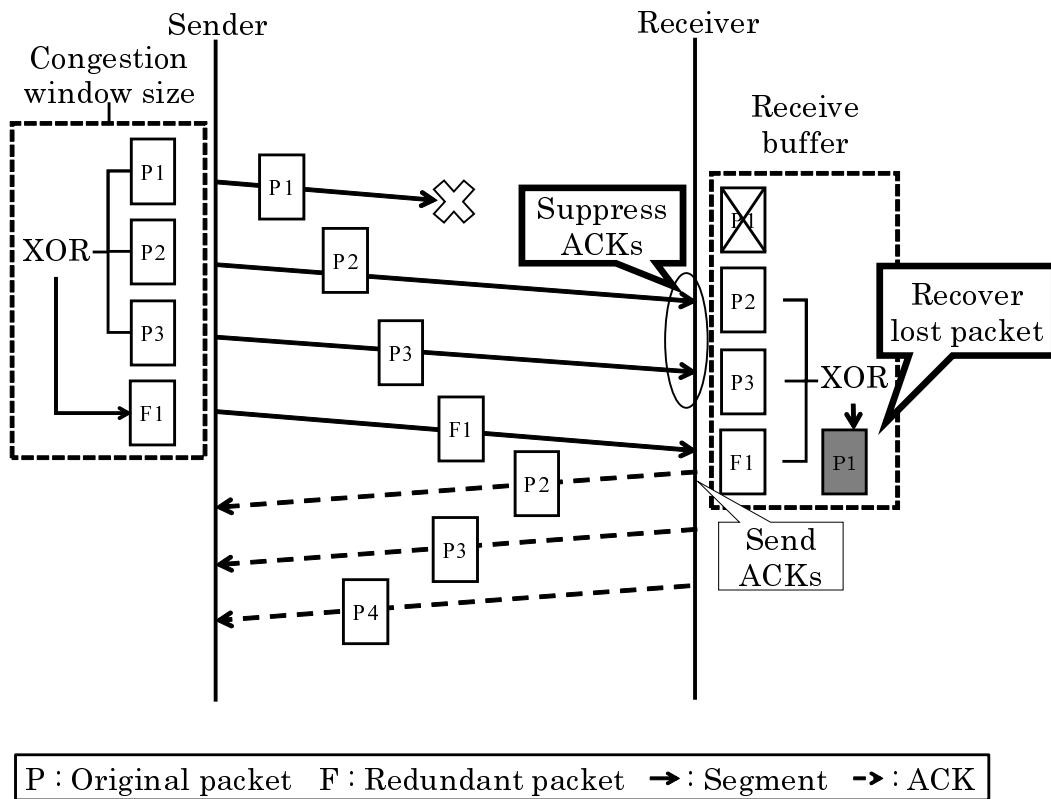 Sender
Receiver
Congestion
window size
Receive
buffer
P1
P2
P3
F1
XOR
P1
P2
P3
F1
Suppress
ACKs
P1
P2
P3
F1
XOR
P1
Recover
lost packet
P2
P3
P4
Send
ACKs
P : Original packet F : Redundant packet : Segment : ACK